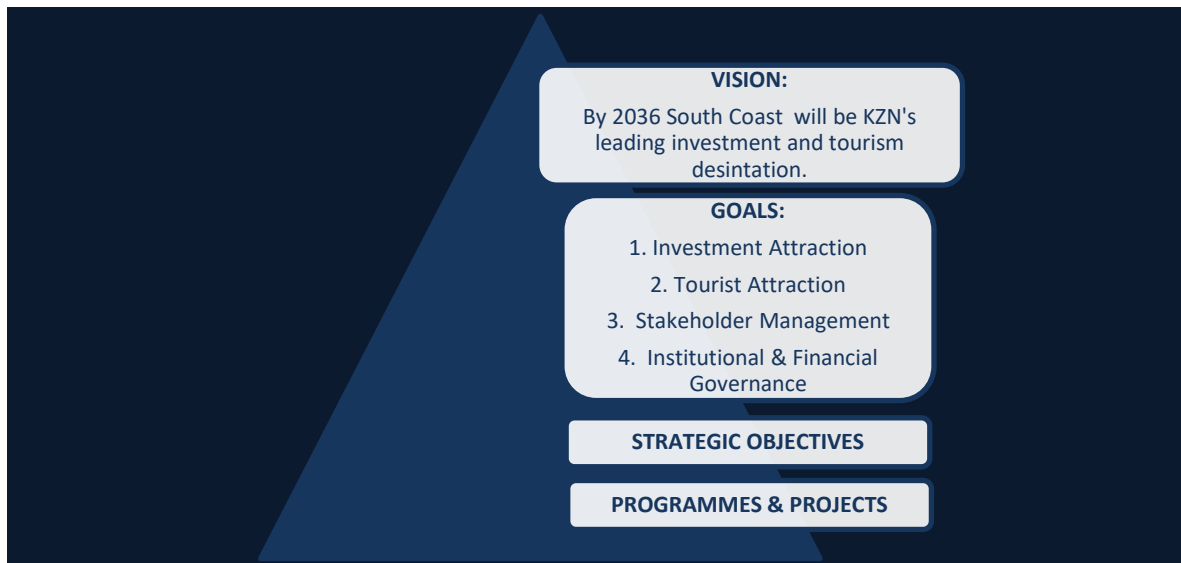 VISION:
By 2036 South Coast  will be KZN's
leading investment and tourism
desintation.
GOALS:
1. Investment Attraction
2. Tourist Attraction
3.  Stakeholder Management
4.  Institutional & Financial
Governance
STRATEGIC OBJECTIVES
PROGRAMMES & PROJECTS